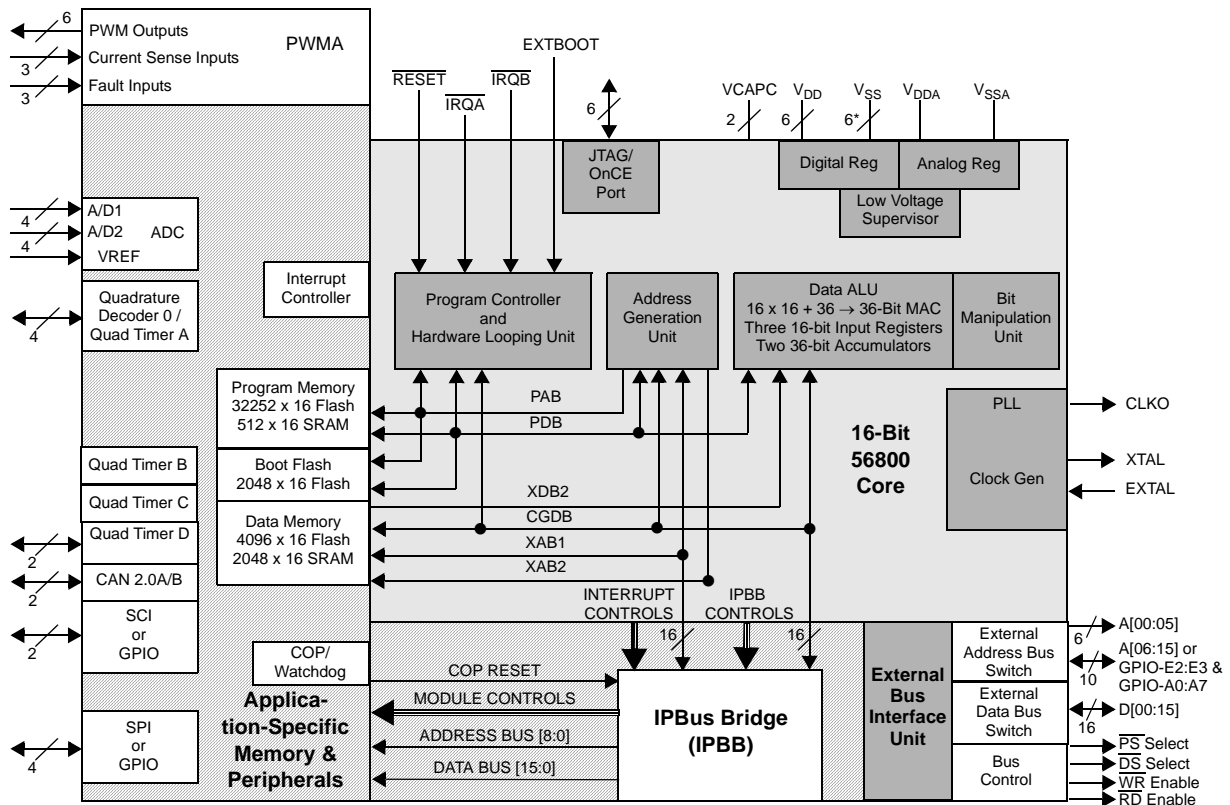 6
PWM Outputs
PWMA
Current Sense Inputs
3
Fault Inputs
3
RESET
IRQA
IRQB
EXTBOOT
6
VCAPC
VDD
VSS
VDDA
VSSA
2
6
6*
JTAG/
OnCE
Port
Digital Reg
Analog Reg
Low Voltage
Supervisor
A/D1
4
A/D2
ADC
4
VREF
Quadrature
Decoder 0 /
Quad Timer A
4
Interrupt
Controller
Program Controller
and
Hardware Looping Unit
Address
Generation
Unit
Data ALU
16 x 16 + 36 → 36-Bit MAC
Three 16-bit Input Registers
Two 36-bit Accumulators
Bit
Manipulation
Unit
Program Memory
32252 x 16 Flash
512 x 16 SRAM
PAB
PDB
PLL
Clock Gen
CLKO
XTAL
EXTAL
16-Bit
56800
Core
Quad Timer B
Boot Flash
2048 x 16 Flash
Quad Timer C
XDB2
CGDB
XAB1
XAB2
Data Memory
4096 x 16 Flash
2048 x 16 SRAM
Quad Timer D
2
CAN 2.0A/B
2
SCI
or
GPIO
2
INTERRUPT
CONTROLS
IPBB
CONTROLS
16
16
COP/
Watchdog
COP RESET
MODULE CONTROLS
ADDRESS BUS [8:0]
DATA BUS [15:0]
Applica-
tion-Specific
Memory &
Peripherals
SPI
or
GPIO
4
IPBus Bridge
(IPBB)
External
Bus
Interface
Unit
External
Address Bus
Switch
External
Data Bus
Switch
Bus
Control
6
A[00:05]
10
A[06:15] or
GPIO-E2:E3 &
GPIO-A0:A7
16
D[00:15]
PS Select
DS Select
WR Enable
RD Enable